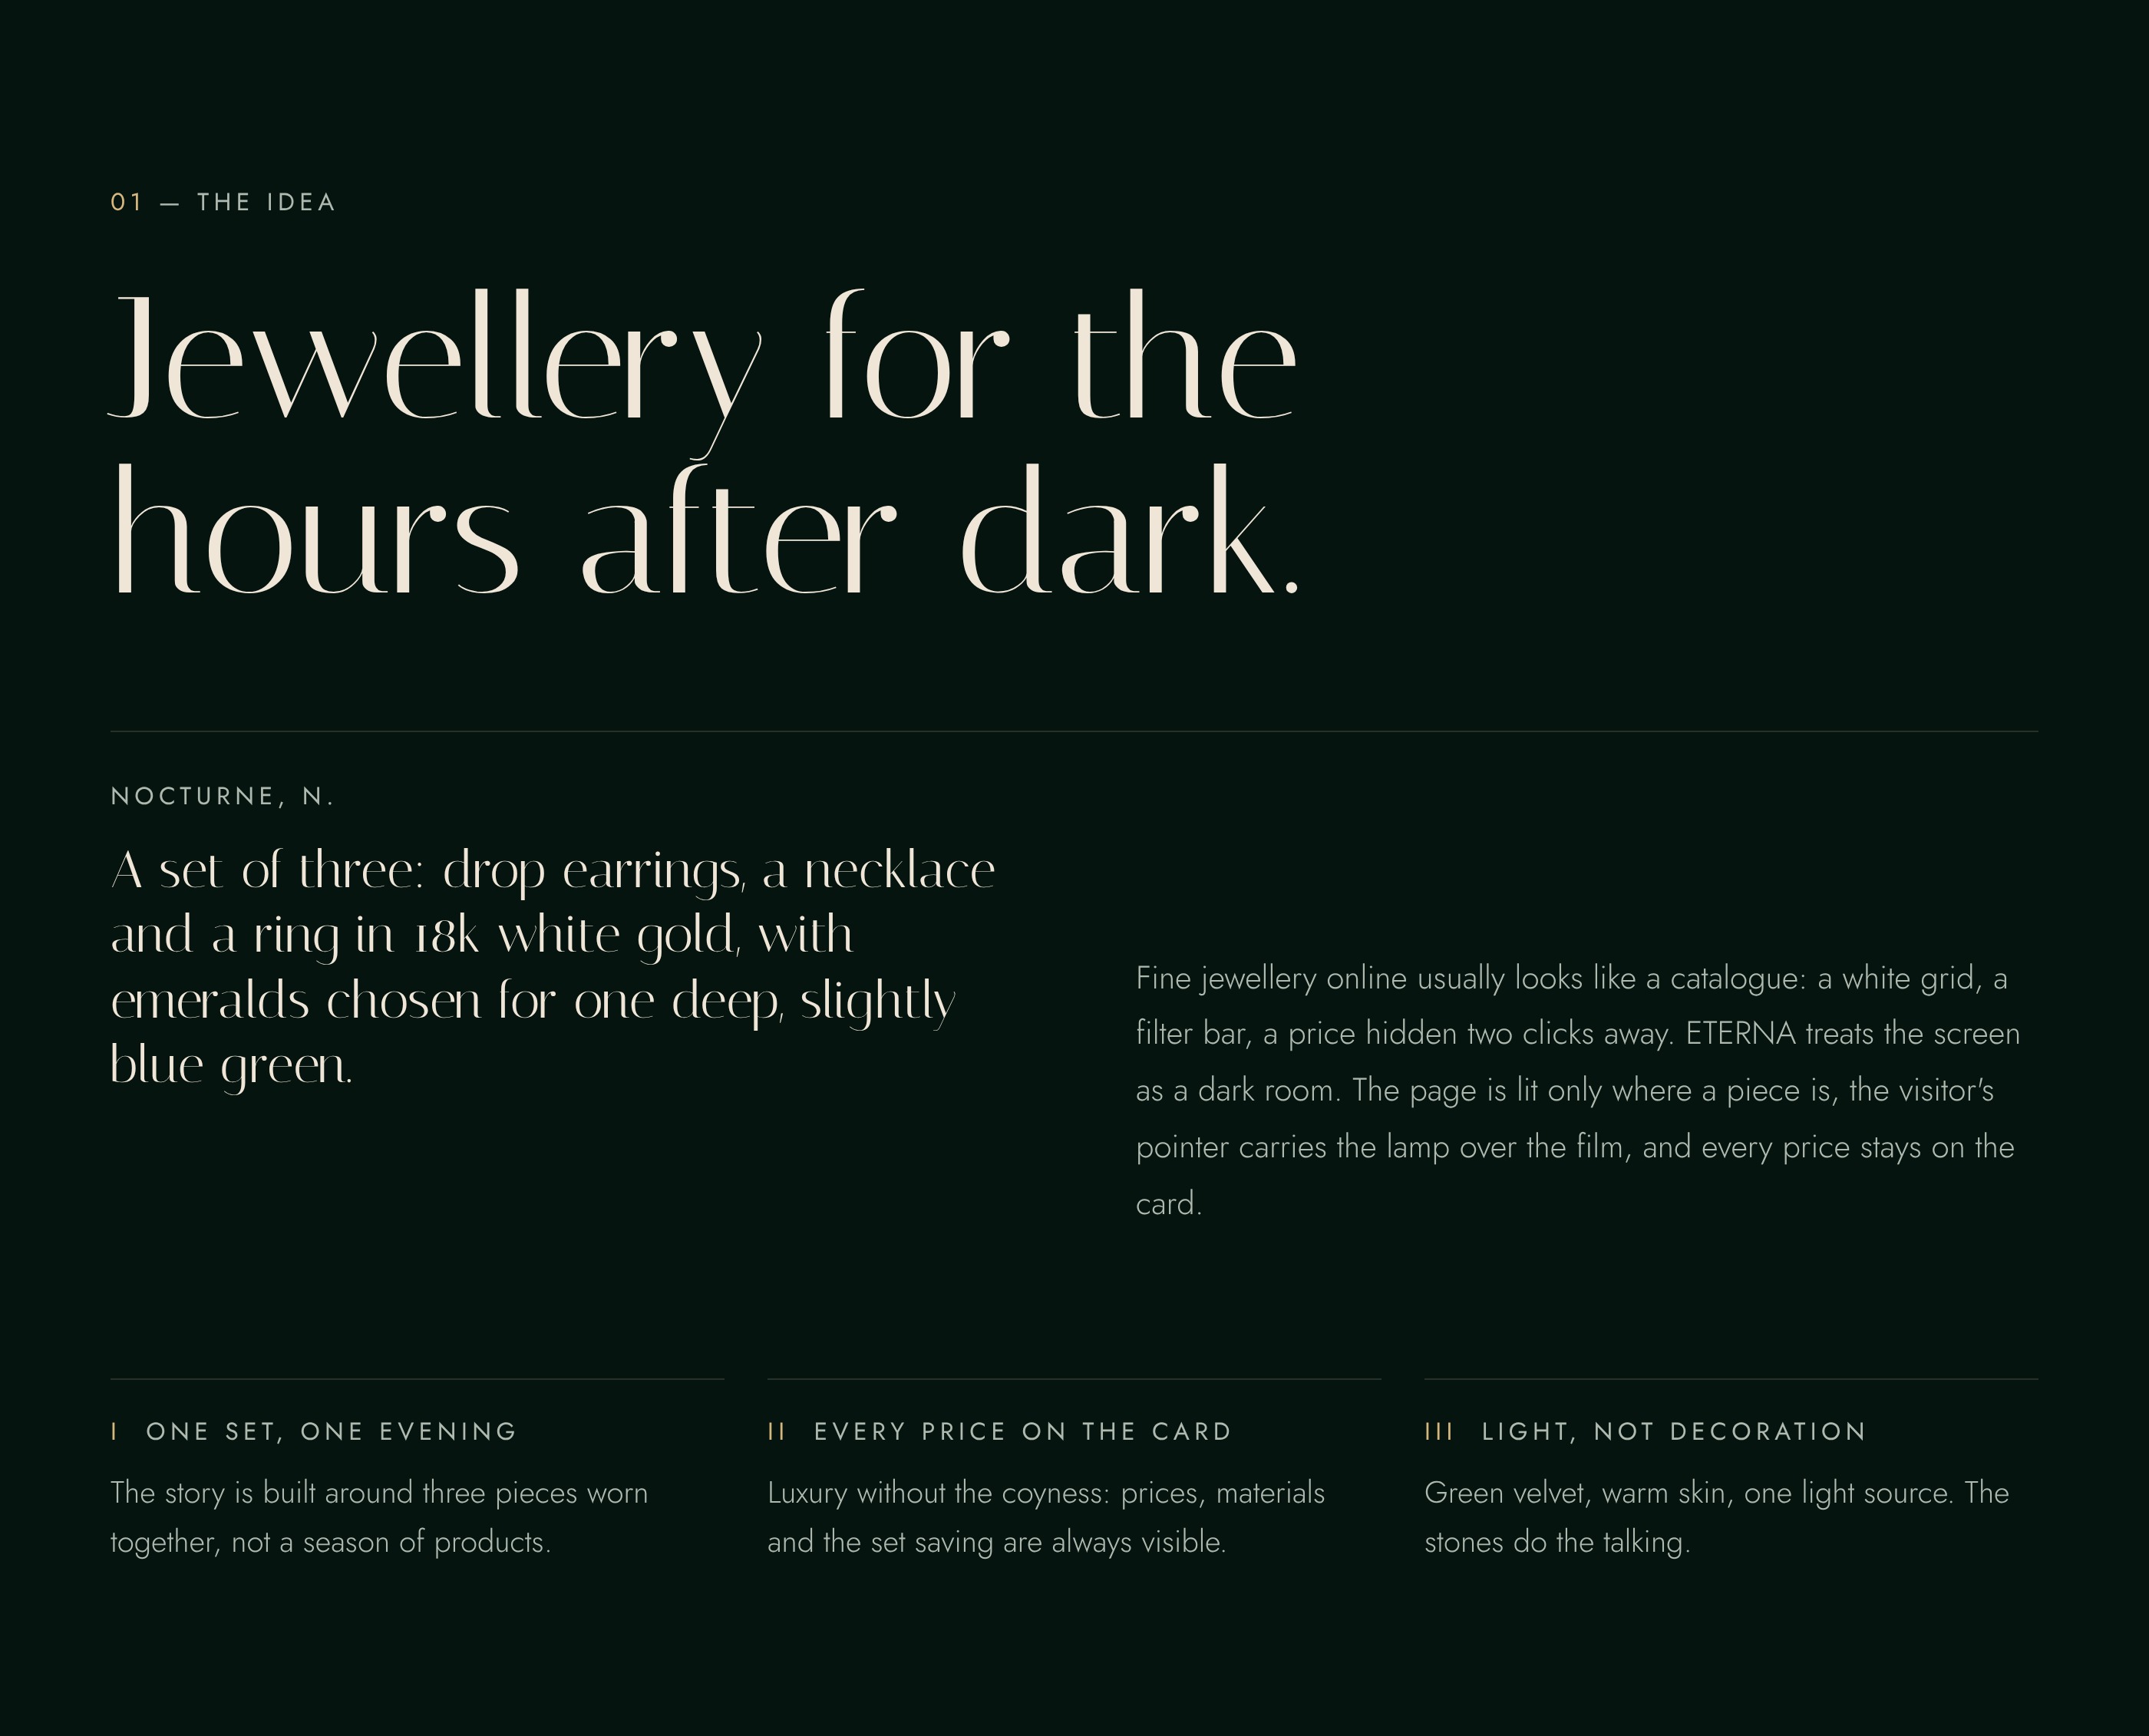 01 — THE IDEA
Jewellery for the
hours after dark.
NOCTURNE, N.
A set of three: drop earrings, a necklace
and a ring in 18k white gold, with
emeralds chosen for one deep, slightly
blue green.
Fine jewellery online usually looks like a catalogue: a white grid, a
filter bar, a price hidden two clicks away. ETERNA treats the screen
as a dark room. The page is lit only where a piece is, the visitor's
pointer carries the lamp over the film, and every price stays on the
card.
I ONE SET, ONE EVENING
The story is built around three pieces worn
together, not a season of products.
II EVERY PRICE ON THE CARD
Luxury without the coyness: prices, materials
and the set saving are always visible.
III LIGHT, NOT DECORATION
Green velvet, warm skin, one light source. The
stones do the talking.